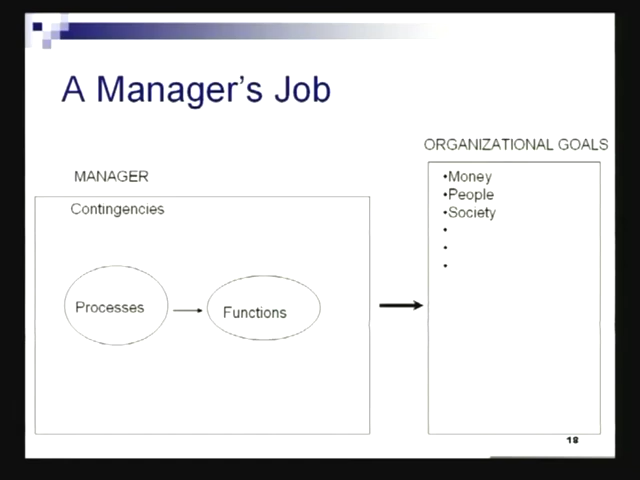 A Manager's Job
ORGANIZATIONAL GOALS
MANAGER
•Money
•People
•Society
•
•
•
Contingencies
Processes
Functions
18